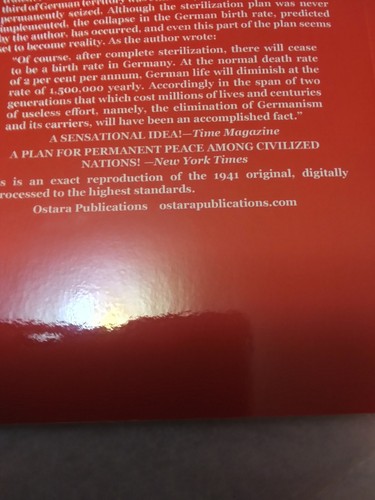 third of German territory was
permanently seized. Although the sterilization plan was never
implemented, the collapse in the German birth rate, predicted
by the author, has occurred, and even this part of the plan seems
set to become reality. As the author wrote:
"Of course, after complete sterilization, there will cease
to be a birth rate in Germany. At the normal death rate
of 2 per cent per annum, German life will diminish at the
rate of 1,500,000 yearly. Accordingly in the span of two
generations that which cost millions of lives and centuries
of useless effort, namely, the elimination of Germanism
and its carriers, will have been an accomplished fact."
A SENSATIONAL IDEA!—Time Magazine
A PLAN FOR PERMANENT PEACE AMONG CIVILIZED
NATIONS! —New York Times
s is an exact reproduction of the 1941 original, digitally
rocessed to the highest standards.
Ostara Publications ostarapublications.com